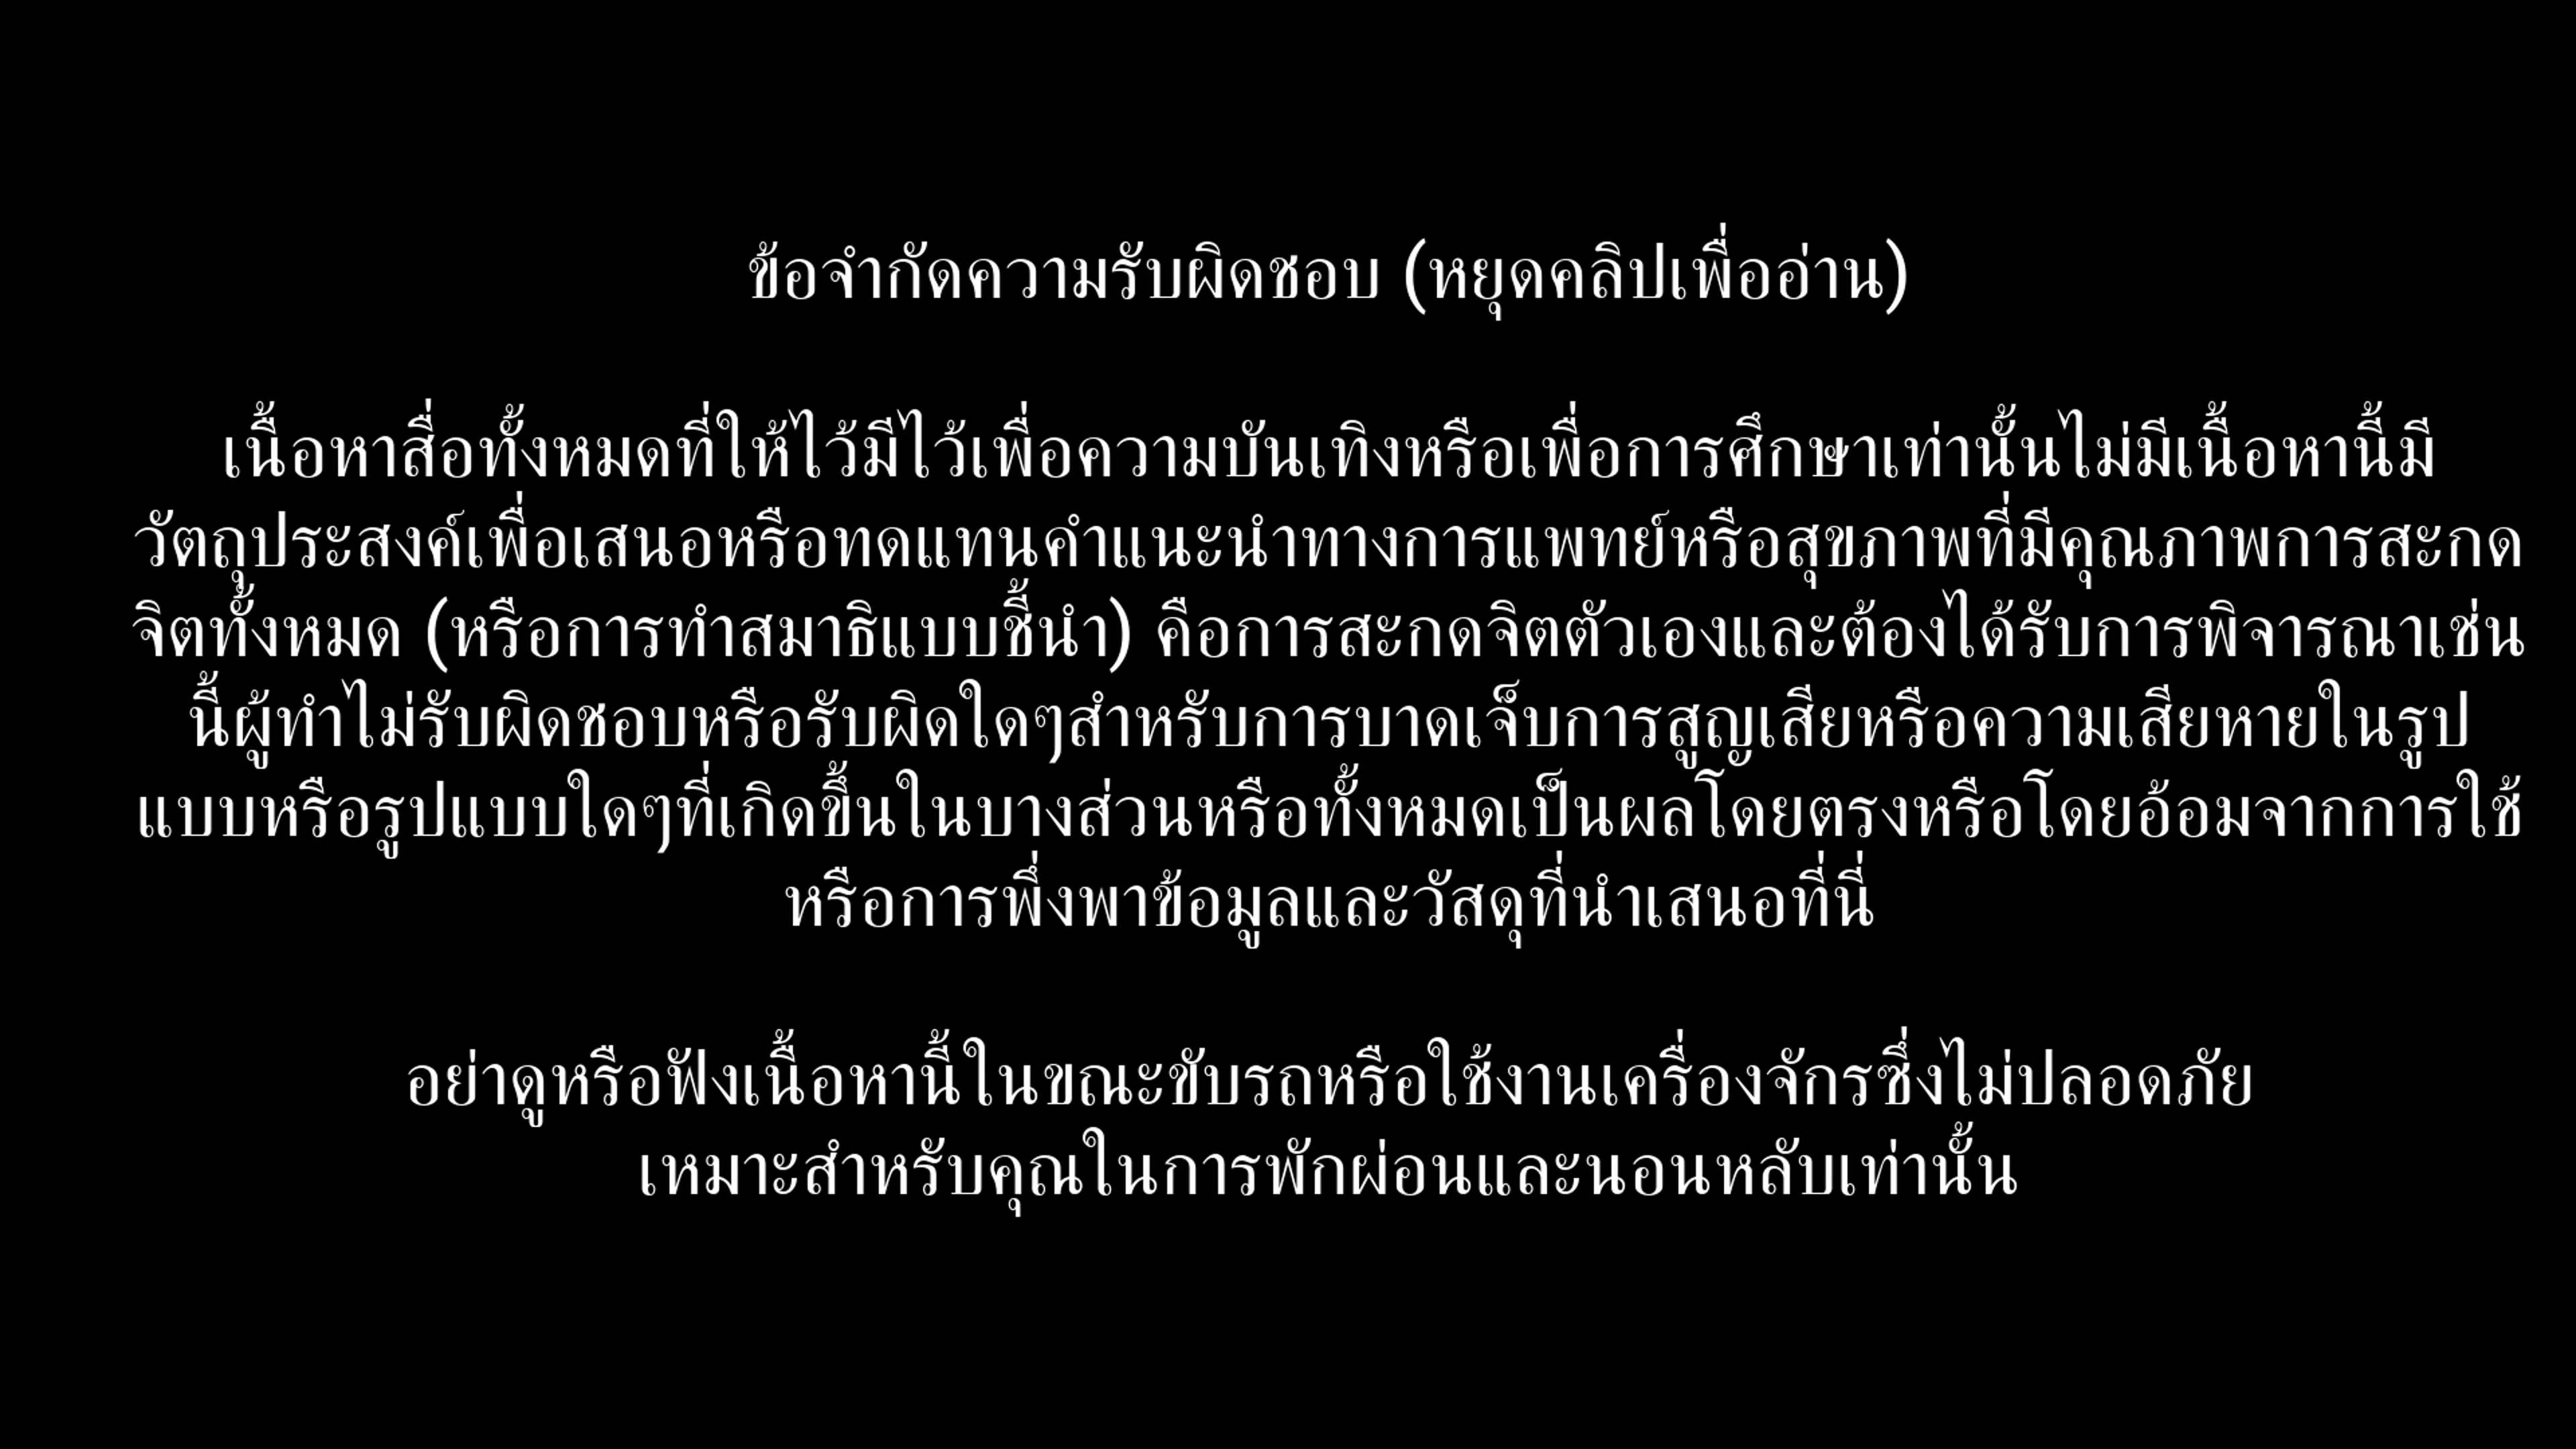 ข้อจำกัดความรับผิดชอบ (หยุดคลิปเพื่ออ่าน)
เนื้อหาสื่อทั้งหมดที่ให้ไว้มีไว้เพื่อความบันเทิงหรือเพื่อการศึกษาเท่านั้นไม่มีเนื้อหานี้มี
วัตถุประสงค์เพื่อเสนอหรือทดแทนคำแนะนำทางการแพทย์หรือสุขภาพที่มีคุณภาพการสะกด
จิตทั้งหมด (หรือการทำสมาธิแบบชี้นำ) คือการสะกดจิตตัวเองและต้องได้รับการพิจารณาเช่น
นี้ผู้ทำไม่รับผิดชอบหรือรับผิดใดๆสำหรับการบาดเจ็บการสูญเสียหรือความเสียหายในรูป
แบบหรือรูปแบบใดๆที่เกิดขึ้นในบางส่วนหรือทั้งหมดเป็นผลโดยตรงหรือโดยอ้อมจากการใช้
หรือการพึ่งพาข้อมูลและวัสดุที่นำเสนอที่นี่
อย่าดูหรือฟังเนื้อหานี้ในขณะขับรถหรือใช้งานเครื่องจักรซึ่งไม่ปลอดภัย
เหมาะสำหรับคุณในการพักผ่อนและนอนหลับเท่านั้น